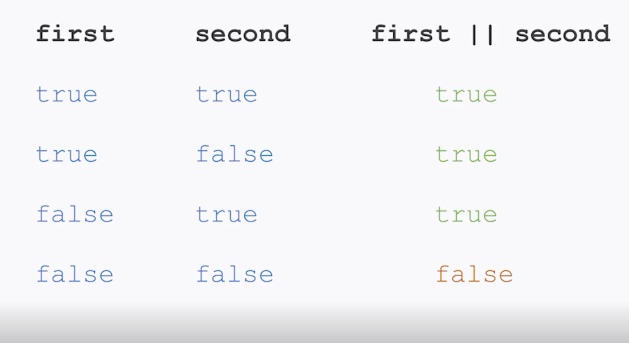 first second first || second
true true true
true false true
false true true
false false false